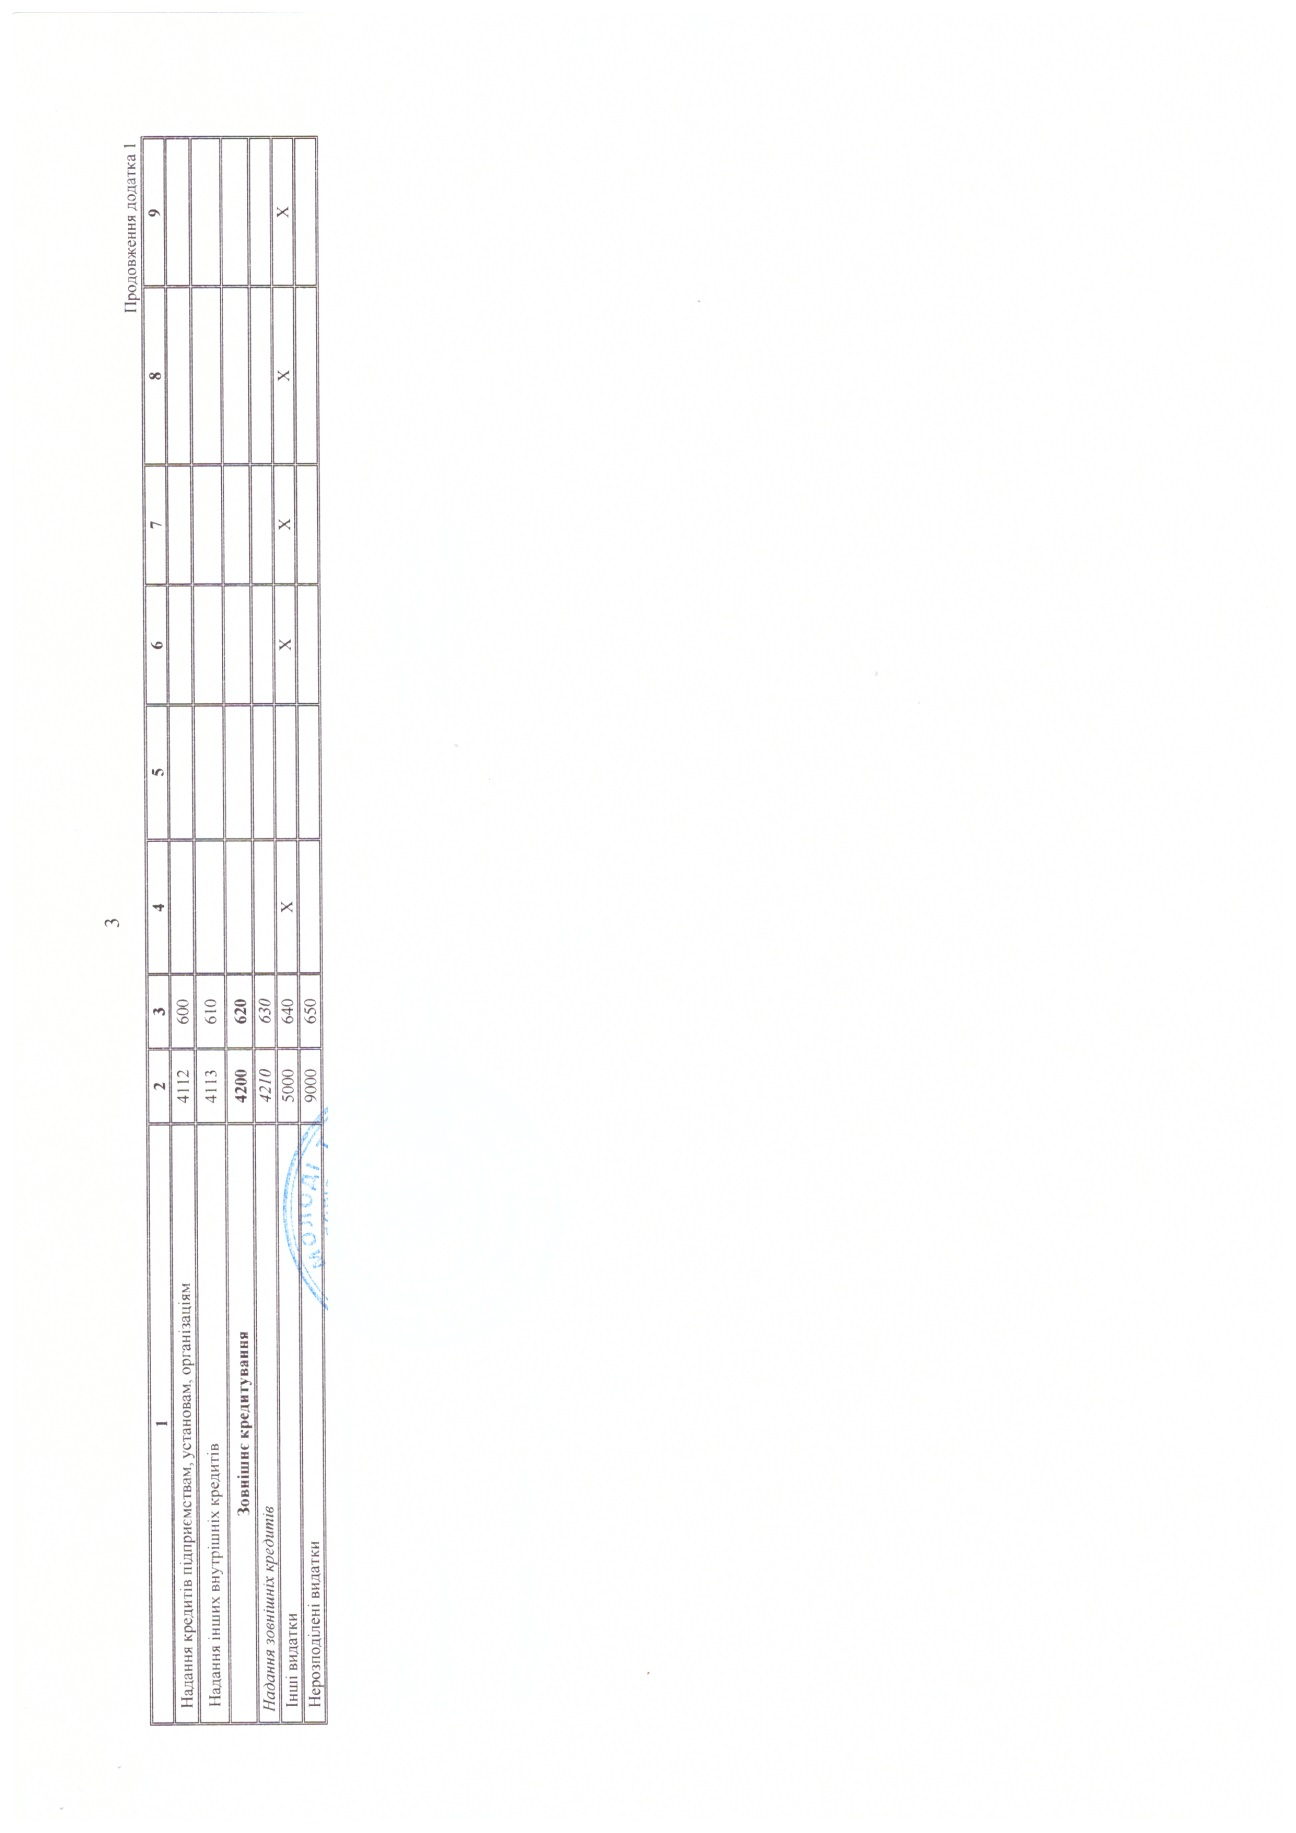 3
Продовження додатка 1
1 2 3 4 5 6 7 8 9
Надання кредитів підприємствам, установам, організаціям 4112 600
Надання інших внутрішніх кредитів 4113 610
Зовнішнє кредитування 4200 620
Надання зовнішніх кредитів 4210 630
Інші видатки 5000 640 X X X X X
Нерозподілені видатки 9000 650
МОЛОДІ